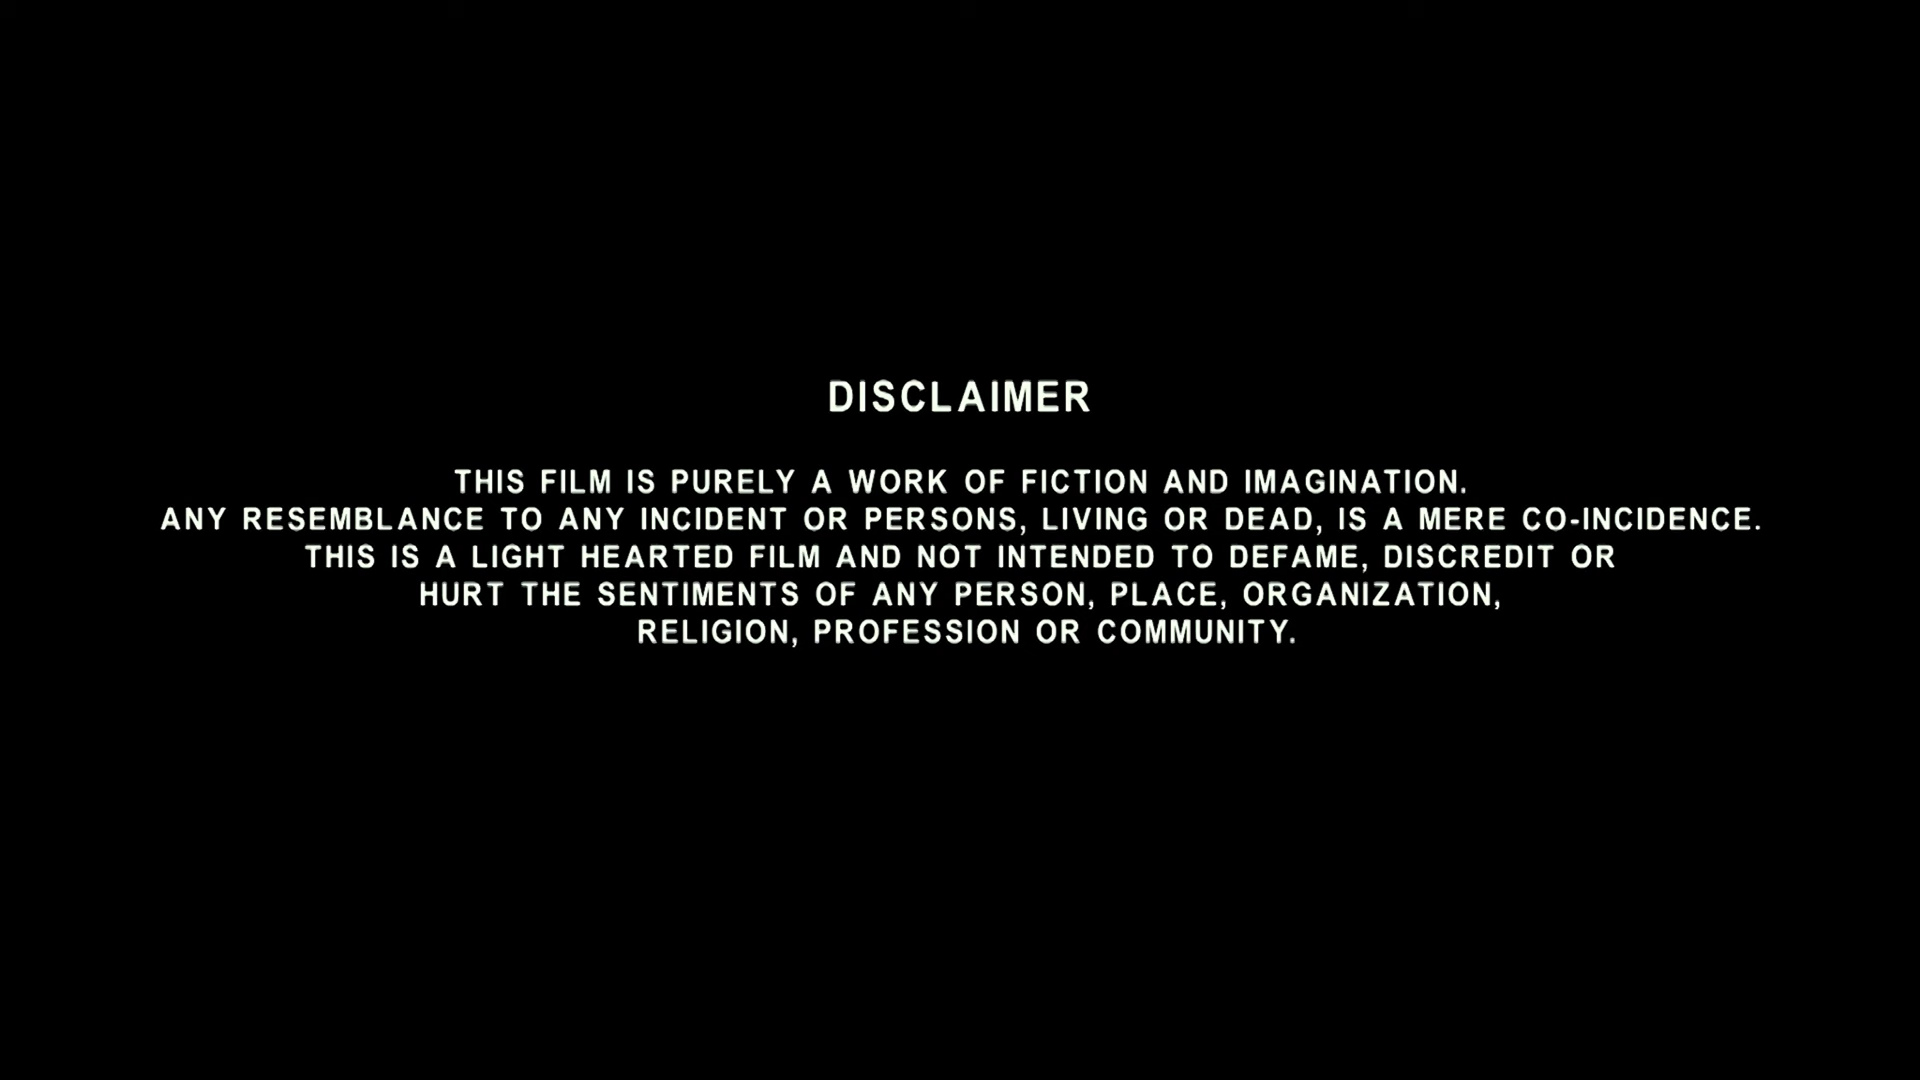 DISCLAIMER
THIS FILM IS PURELY A WORK OF FICTION AND IMAGINATION.
ANY RESEMBLANCE TO ANY INCIDENT OR PERSONS, LIVING OR DEAD, IS A MERE CO-INCIDENCE.
THIS IS A LIGHT HEARTED FILM AND NOT INTENDED TO DEFAME, DISCREDIT OR
HURT THE SENTIMENTS OF ANY PERSON, PLACE, ORGANIZATION,
RELIGION, PROFESSION OR COMMUNITY.